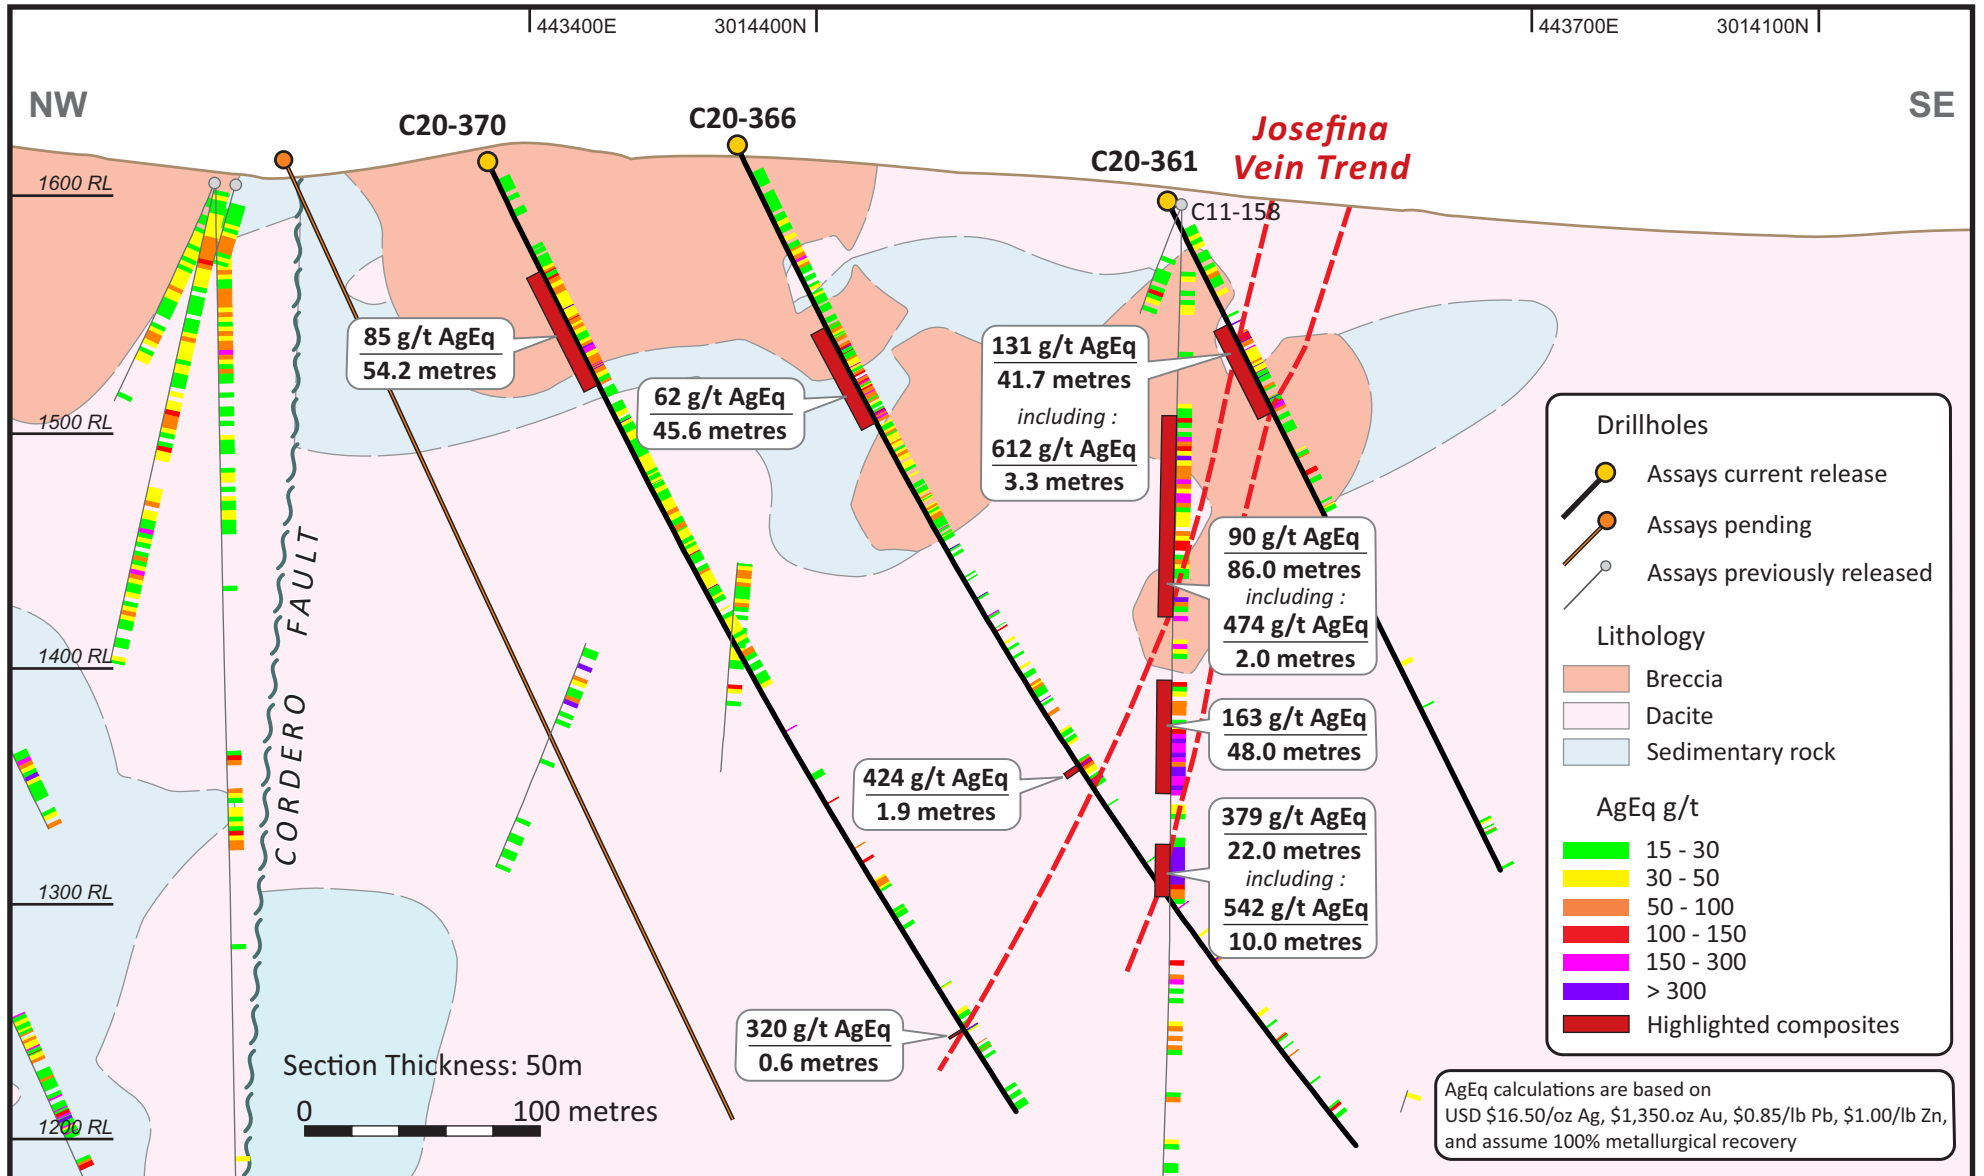 443400E
3014400N
443700E
3014100N
NW
SE
C20-370
C20-366
C20-361
Josefina
Vein Trend
C11-158
1600 RL
1500 RL
1400 RL
1300 RL
1200 RL
85 g/t AgEq
54.2 metres
62 g/t AgEq
45.6 metres
131 g/t AgEq
41.7 metres
including :
612 g/t AgEq
3.3 metres
90 g/t AgEq
86.0 metres
including :
474 g/t AgEq
2.0 metres
163 g/t AgEq
48.0 metres
424 g/t AgEq
1.9 metres
379 g/t AgEq
22.0 metres
including :
542 g/t AgEq
10.0 metres
320 g/t AgEq
0.6 metres
CORDERO FAULT
Section Thickness: 50m
0 100 metres
Drillholes
Assays current release
Assays pending
Assays previously released
Lithology
Breccia
Dacite
Sedimentary rock
AgEq g/t
15 - 30
30 - 50
50 - 100
100 - 150
150 - 300
> 300
Highlighted composites
AgEq calculations are based on
USD $16.50/oz Ag, $1,350.oz Au, $0.85/lb Pb, $1.00/lb Zn,
and assume 100% metallurgical recovery